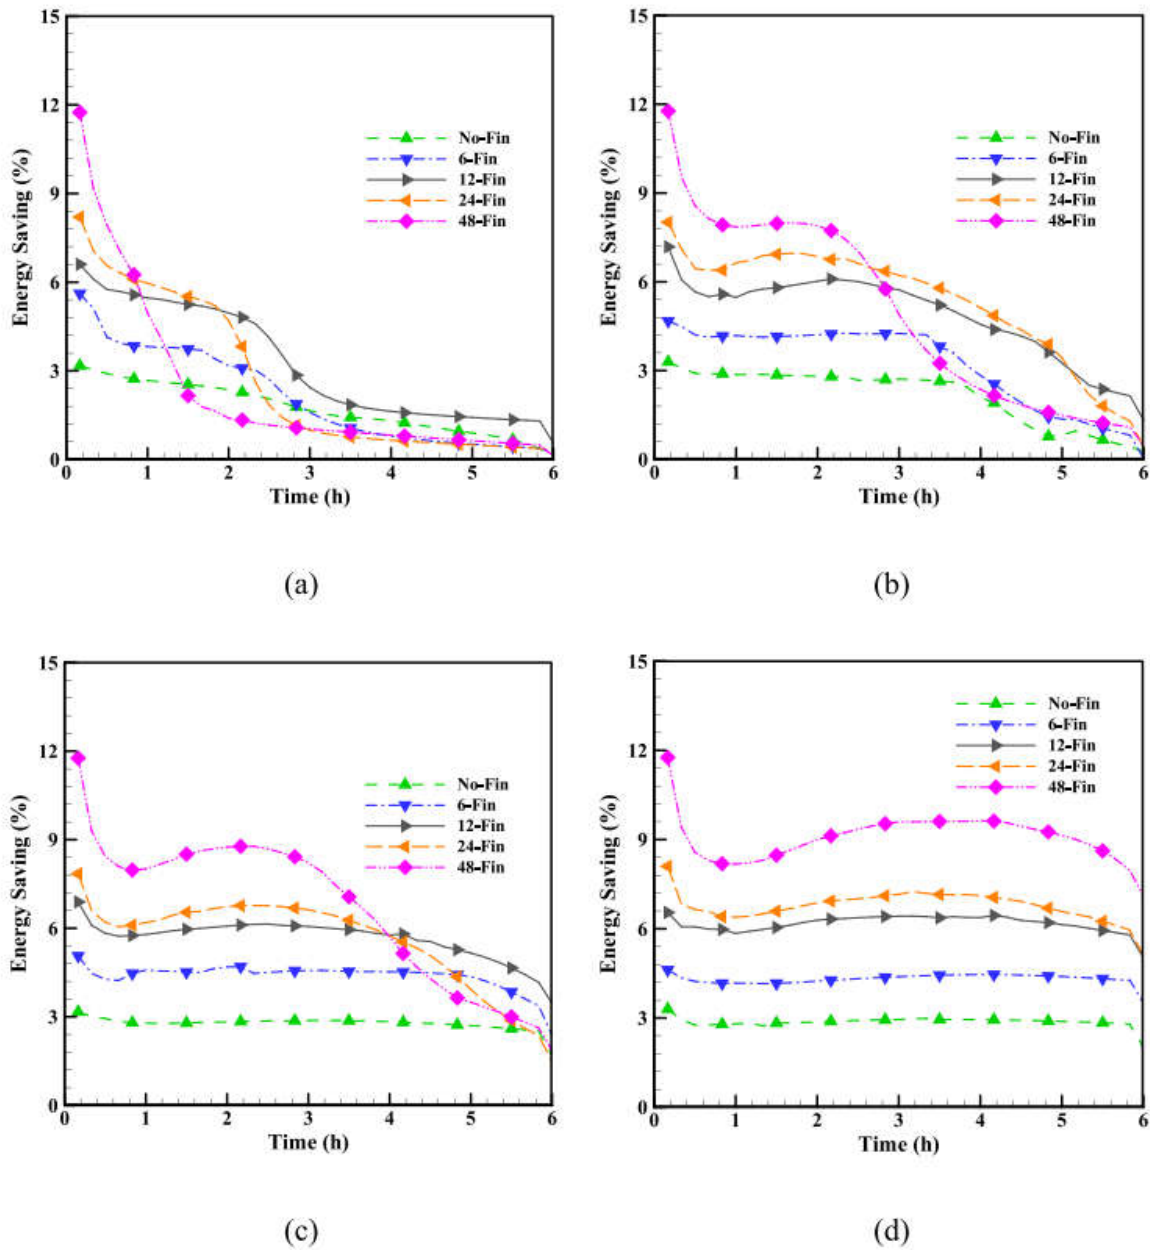 15
12
9
6
3
0
Energy Saving (%)
No-Fin
6-Fin
12-Fin
24-Fin
48-Fin
0 1 2 3 4 5 6
Time (h)
(a)
15
12
9
6
3
0
Energy Saving (%)
No-Fin
6-Fin
12-Fin
24-Fin
48-Fin
0 1 2 3 4 5 6
Time (h)
(b)
15
12
9
6
3
0
Energy Saving (%)
No-Fin
6-Fin
12-Fin
24-Fin
48-Fin
0 1 2 3 4 5 6
Time (h)
(c)
15
12
9
6
3
0
Energy Saving (%)
No-Fin
6-Fin
12-Fin
24-Fin
48-Fin
0 1 2 3 4 5 6
Time (h)
(d)